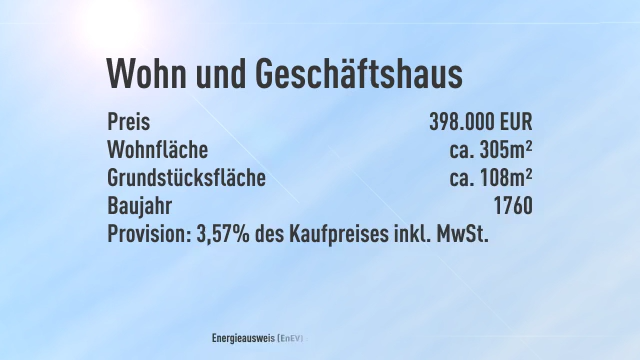 Wohn und Geschäftshaus
Preis 398.000 EUR
Wohnfläche ca. 305m²
Grundstücksfläche ca. 108m²
Baujahr 1760
Provision: 3,57% des Kaufpreises inkl. MwSt.
Energieausweis (EnEV)